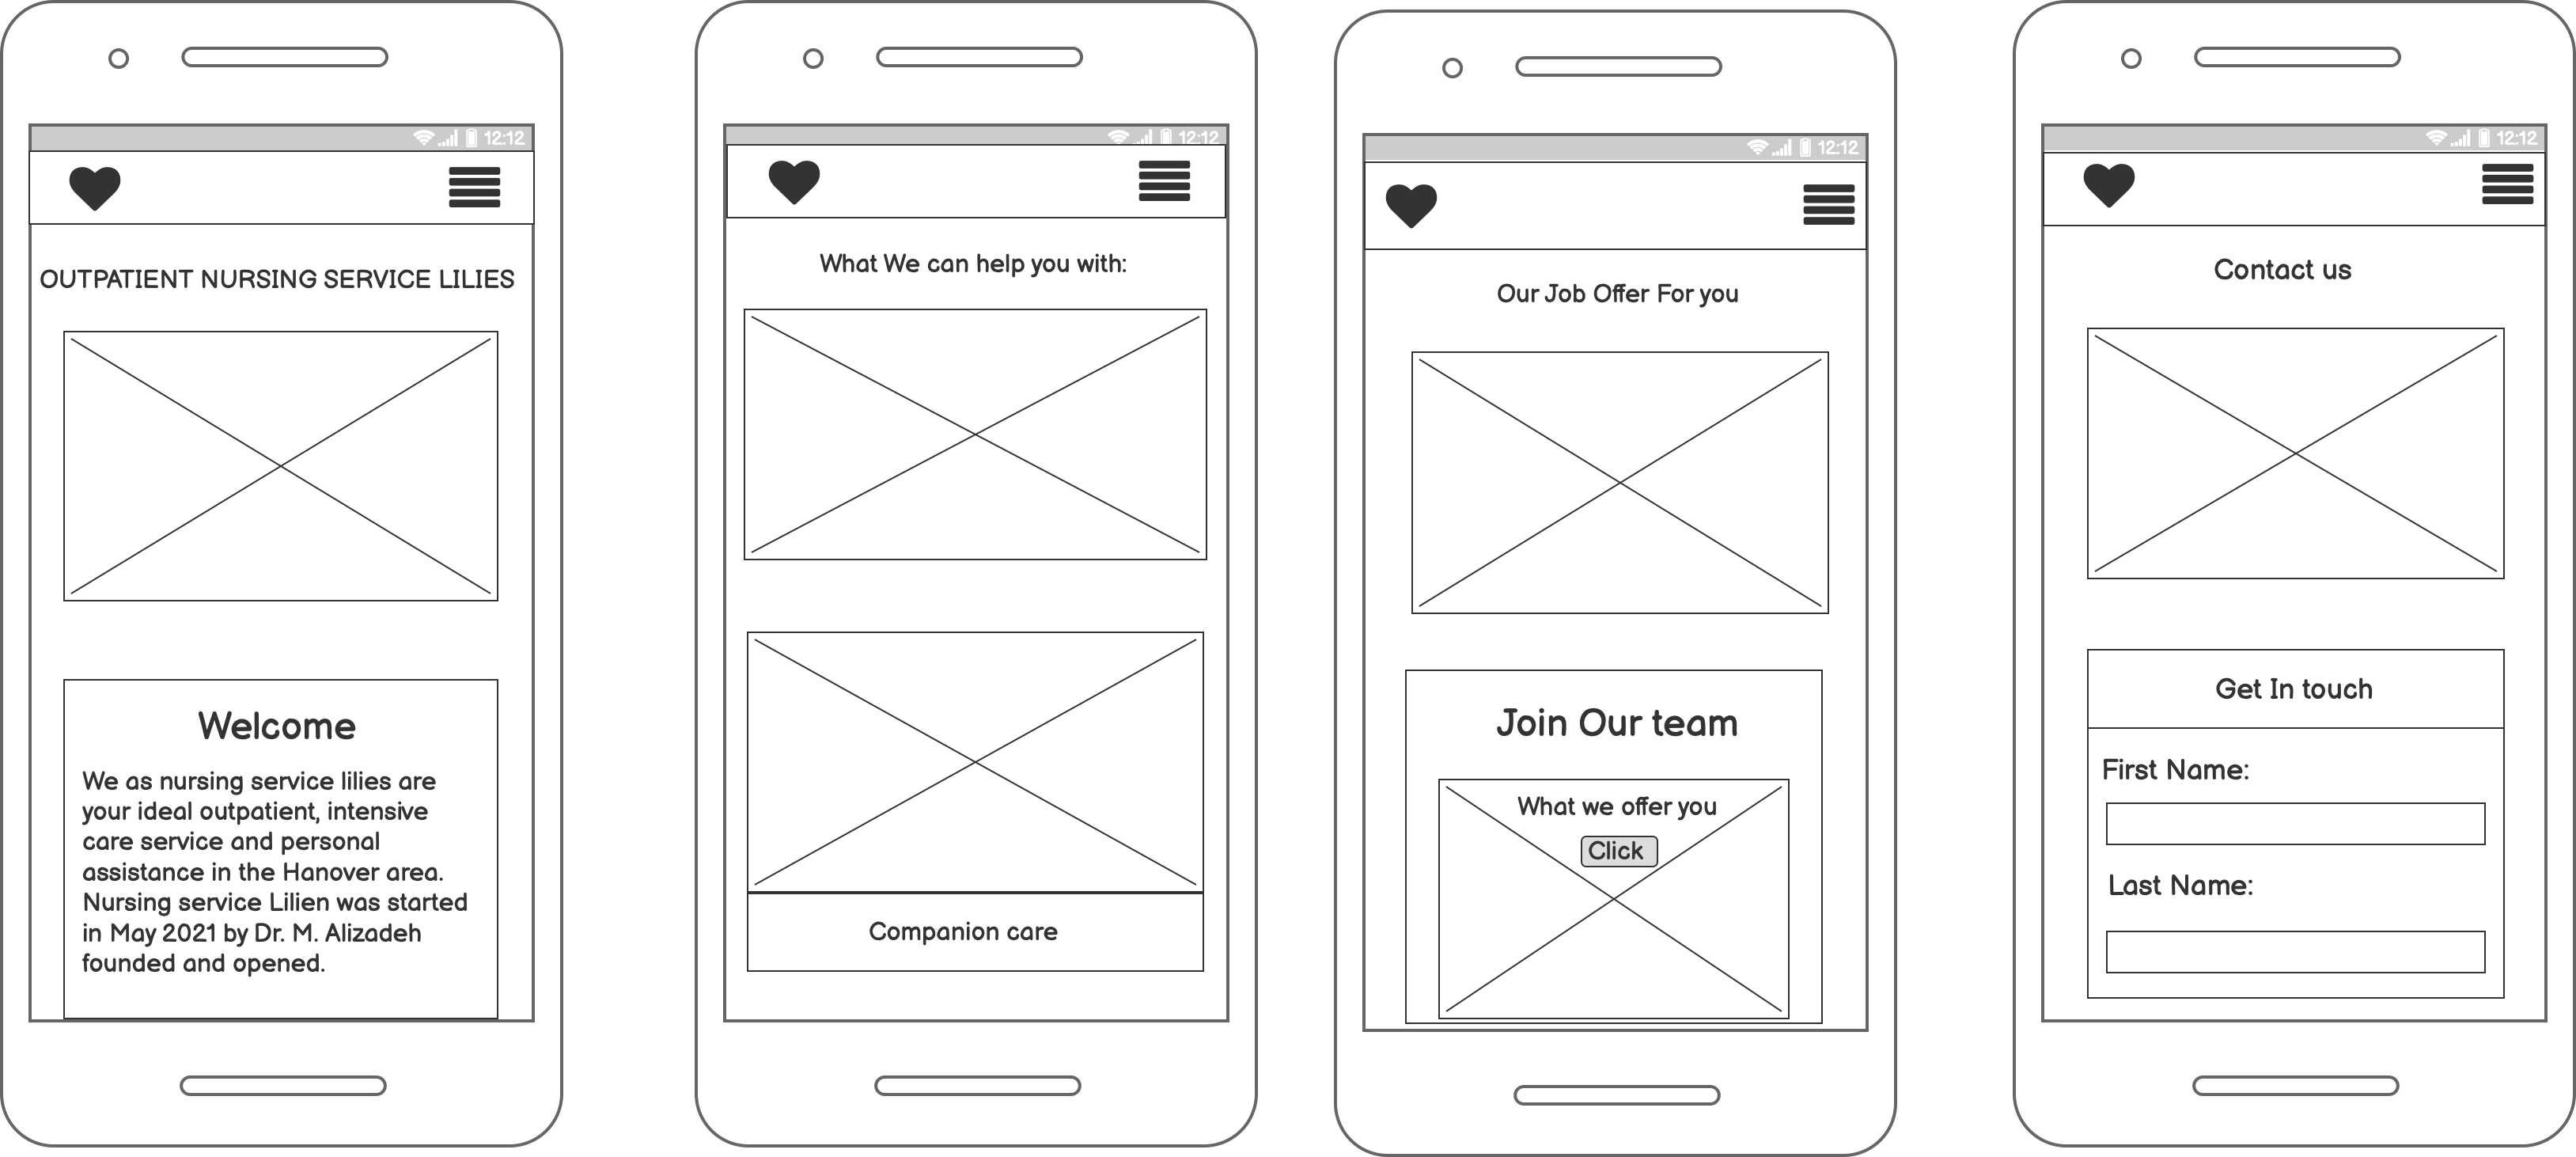 12:12
OUTPATIENT NURSING SERVICE LILIES
Welcome
We as nursing service lilies are
your ideal outpatient, intensive
care service and personal
assistance in the Hanover area.
Nursing service Lilien was started
in May 2021 by Dr. M. Alizadeh
founded and opened.
12:12
What We can help you with:
Companion care
12:12
Our Job Offer For you
Join Our team
What we offer you
Click
12:12
Contact us
Get In touch
First Name:
Last Name: